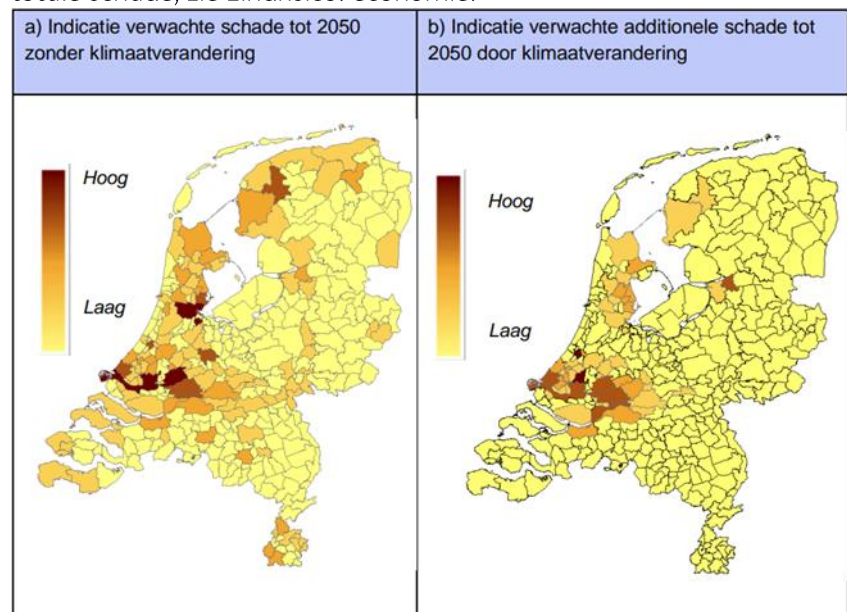 a) Indicatie verwachte schade tot 2050
zonder klimaatverandering
b) Indicatie verwachte additionele schade tot
2050 door klimaatverandering
Hoog
Laag
Hoog
Laag